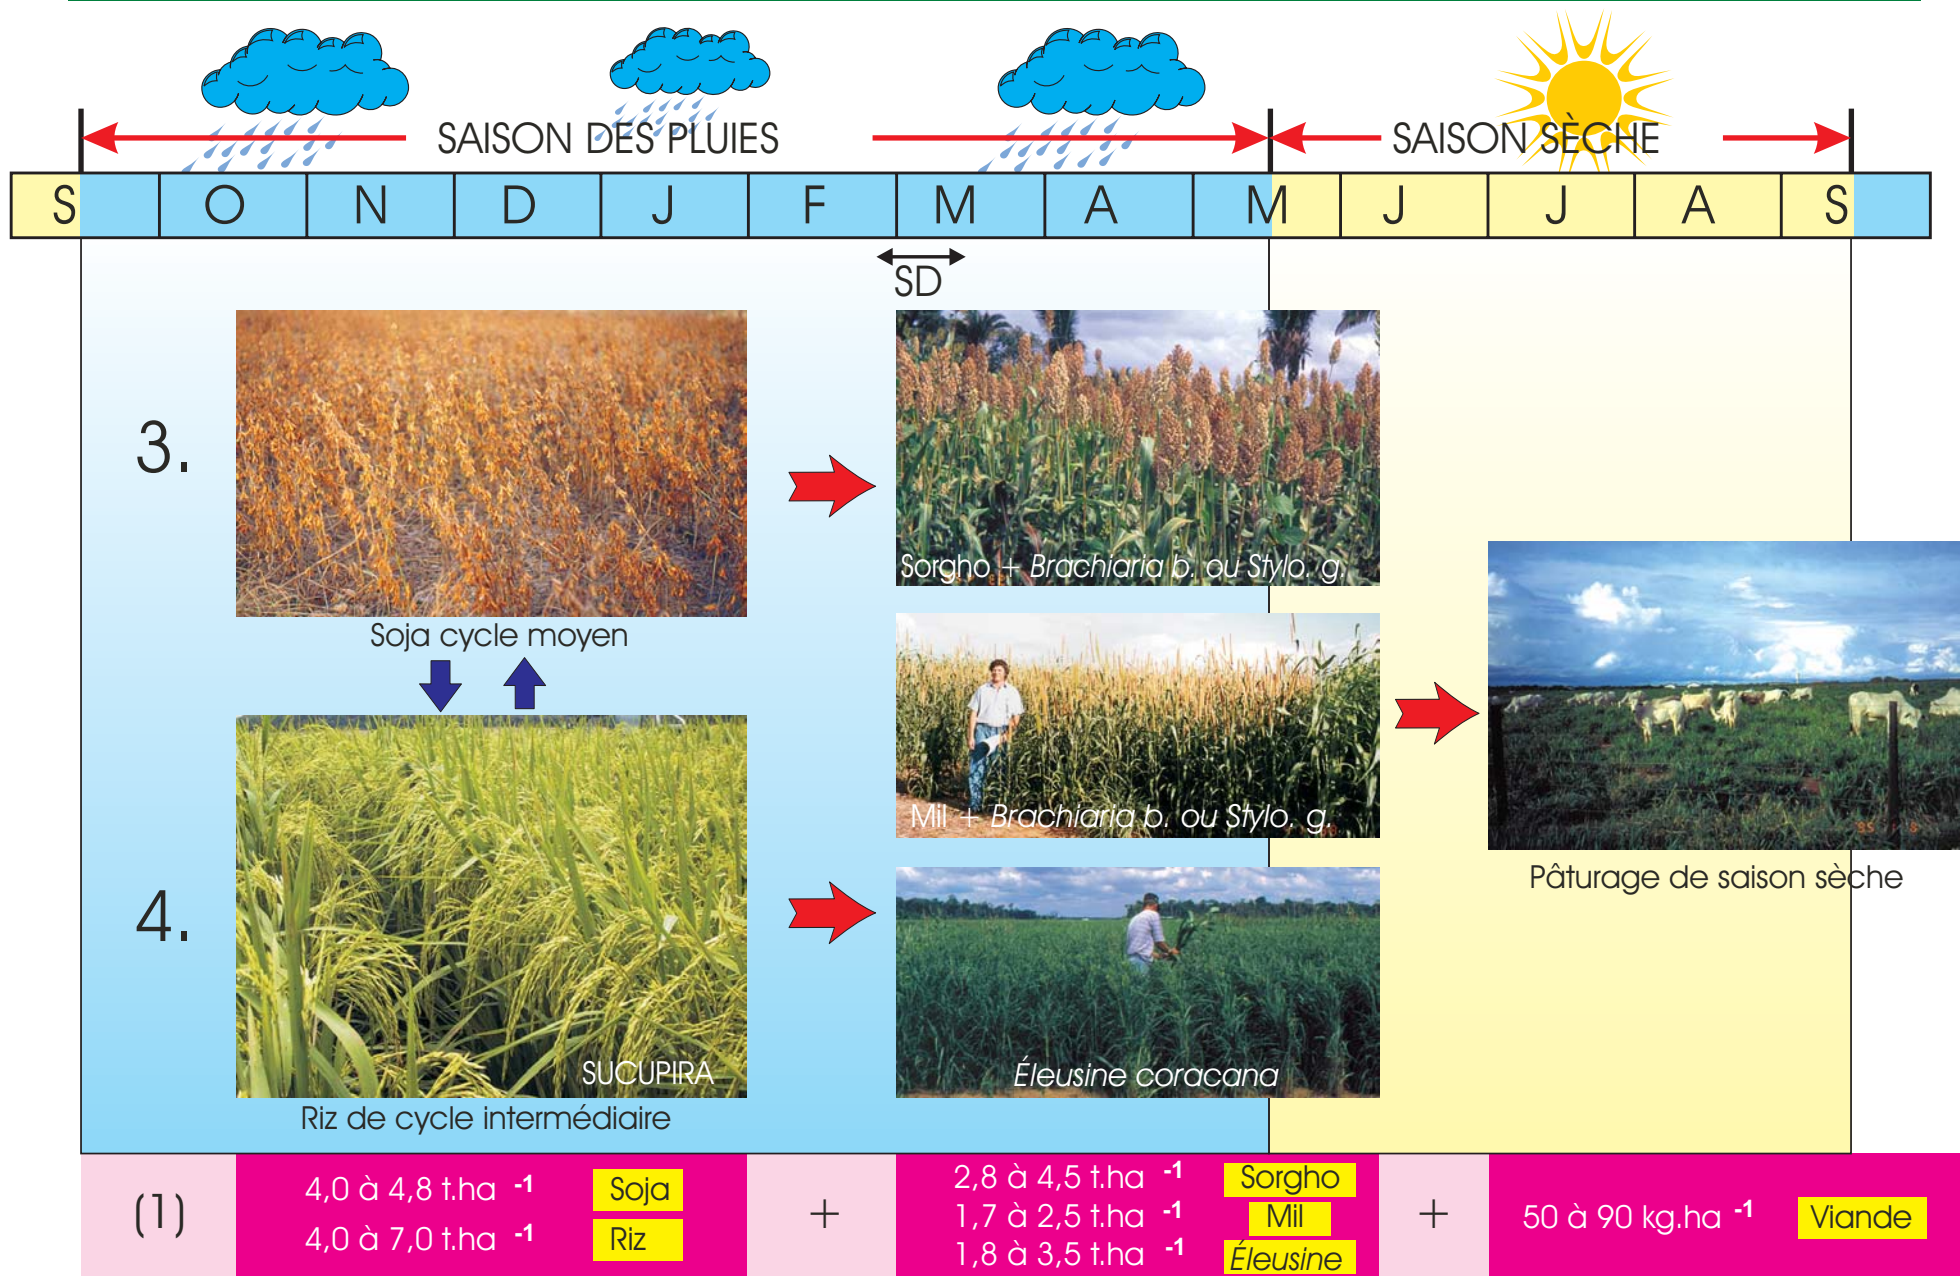 SAISON DES PLUIES
SAISON SÈCHE
S O N D J F M A M J J A S
SD
3.
Sorgho + Brachiaria b. ou Stylo. g.
Soja cycle moyen
Mil + Brachiaria b. ou Stylo. g.
Pâturage de saison sèche
4.
SUCUPIRA
Éleusine coracana
Riz de cycle intermédiaire
(1)
4,0 à 4,8 t.ha -1 Soja
4,0 à 7,0 t.ha -1 Riz
+
2,8 à 4,5 t.ha -1 Sorgho
1,7 à 2,5 t.ha -1 Mil
1,8 à 3,5 t.ha -1 Éleusine
+
50 à 90 kg.ha -1 Viande